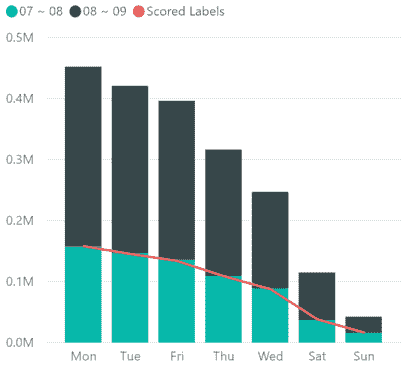 07 ~ 08 08 ~ 09 Scored Labels
0.5M
0.4M
0.3M
0.2M
0.1M
0.0M
Mon Tue Fri Thu Wed Sat Sun